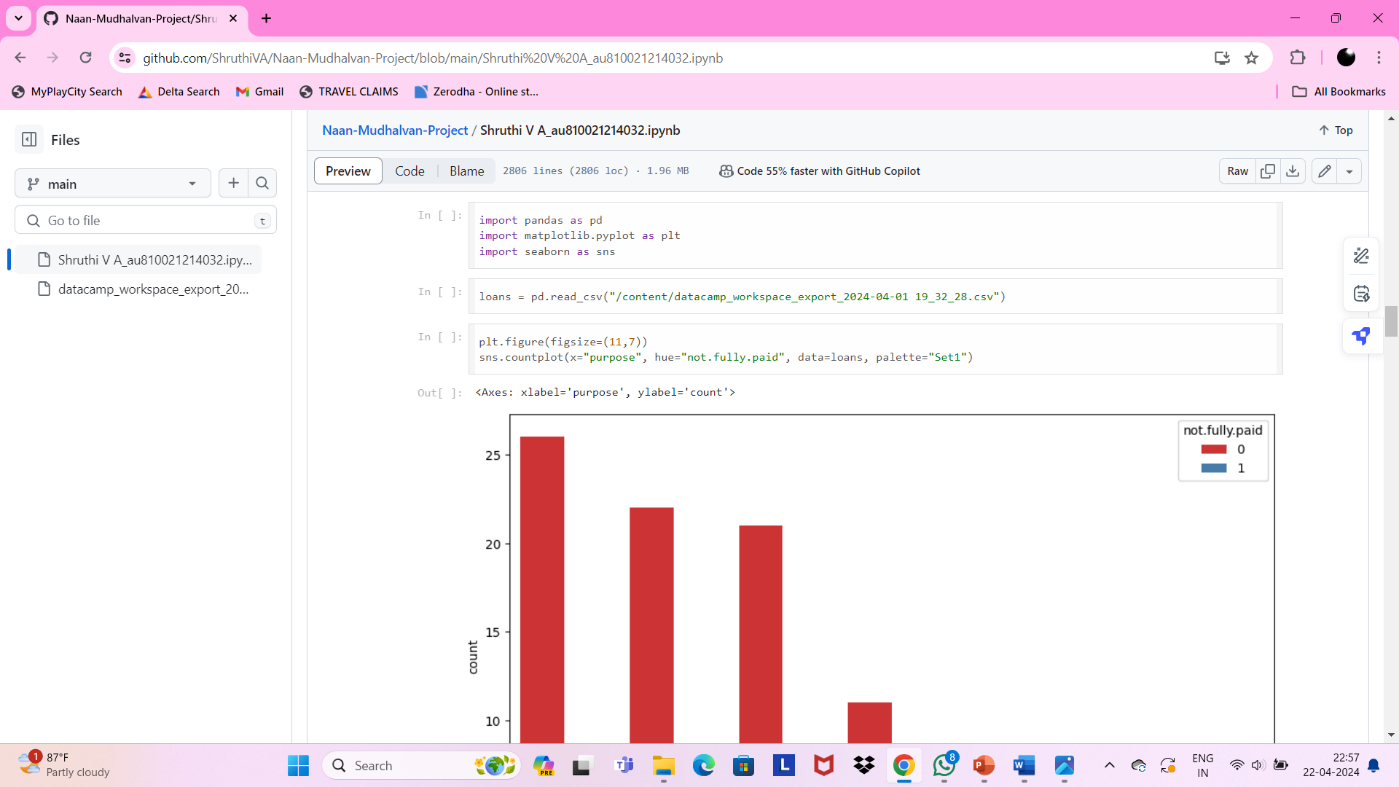 Naan-Mudhalvan-Project/Shru
github.com/ShruthiVA/Naan-Mudhalvan-Project/blob/main/Shruthi%20V%20A_au810021214032.ipynb
MyPlayCity Search
Delta Search
Gmail
TRAVEL CLAIMS
Zerodha - Online st...
All Bookmarks
Files
main
Go to file
t
Shruthi V A_au810021214032.ipy...
datacamp_workspace_export_20...
Naan-Mudhalvan-Project / Shruthi V A_au810021214032.ipynb
Top
Preview
Code
Blame
2806 lines (2806 loc) · 1.96 MB
Code 55% faster with GitHub Copilot
Raw
In [ ]:
import pandas as pd
import matplotlib.pyplot as plt
import seaborn as sns
In [ ]:
loans = pd.read_csv("/content/datacamp_workspace_export_2024-04-01 19_32_28.csv")
In [ ]:
plt.figure(figsize=(11,7))
sns.countplot(x="purpose", hue="not.fully.paid", data=loans, palette="Set1")
Out[ ]:
<Axes: xlabel='purpose', ylabel='count'>
not.fully.paid
0
1
25
20
15
10
count
1
87°F
Partly cloudy
Search
PRE
L
8
P
W
ENG
IN
22:57
22-04-2024